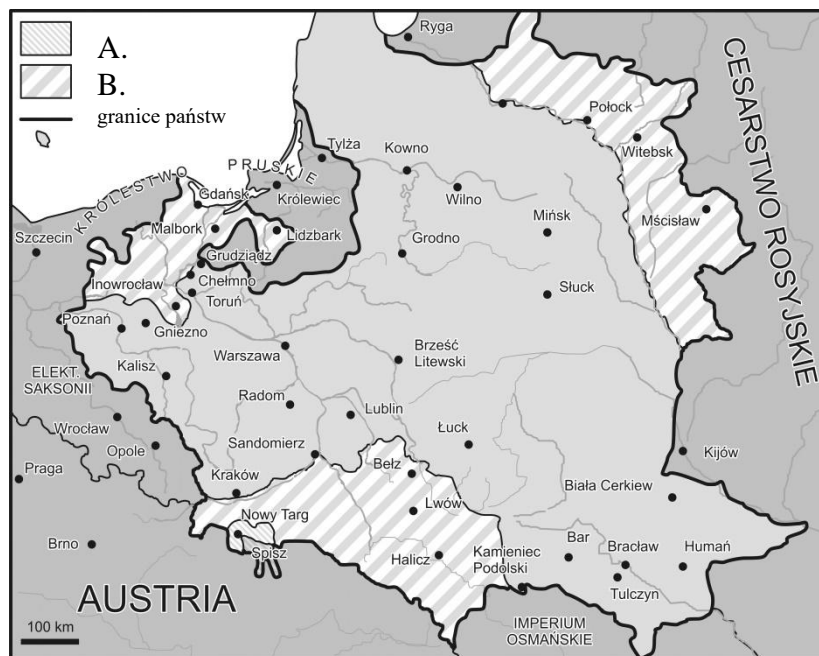 A.
B.
granice państw
Ryga
CESARSTWO ROSYJSKIE
Połock
Witebsk
Tylża
Kowno
KRÓLESTWO PRUSKIE
Gdańsk
Królewiec
Wilno
Mścisław
Szczecin
Malbork
Lidzbark
Mińsk
Grodno
Grudziądz
Inowrocław
Chełmno
Toruń
Słuck
Poznań
Gniezno
Warszawa
Brześć
Litewski
Kalisz
ELEKT.
SAKSONII
Radom
Lublin
Wrocław
Łuck
Opole
Sandomierz
Kijów
Praga
Kraków
Bełz
Biała Cerkiew
Nowy Targ
Lwów
Brno
Spisz
Halicz
Kamieniec
Podolski
Bar
Bracław
Humań
Tulczyn
AUSTRIA
IMPERIUM
OSMAŃSKIE
100 km